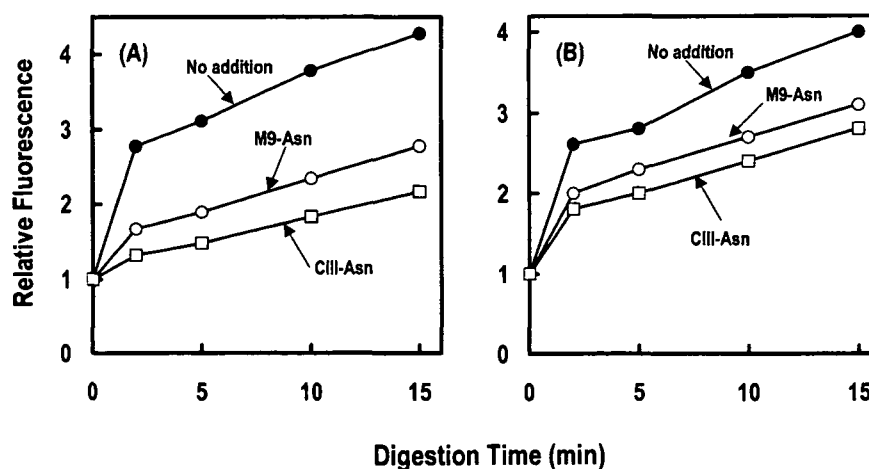 Relative Fluorescence
4
3
2
1
0
(A)
No addition
M9-Asn
CIII-Asn
0 5 10 15
4
3
2
1
0
(B)
No addition
M9-Asn
CIII-Asn
0 5 10 15
Digestion Time (min)